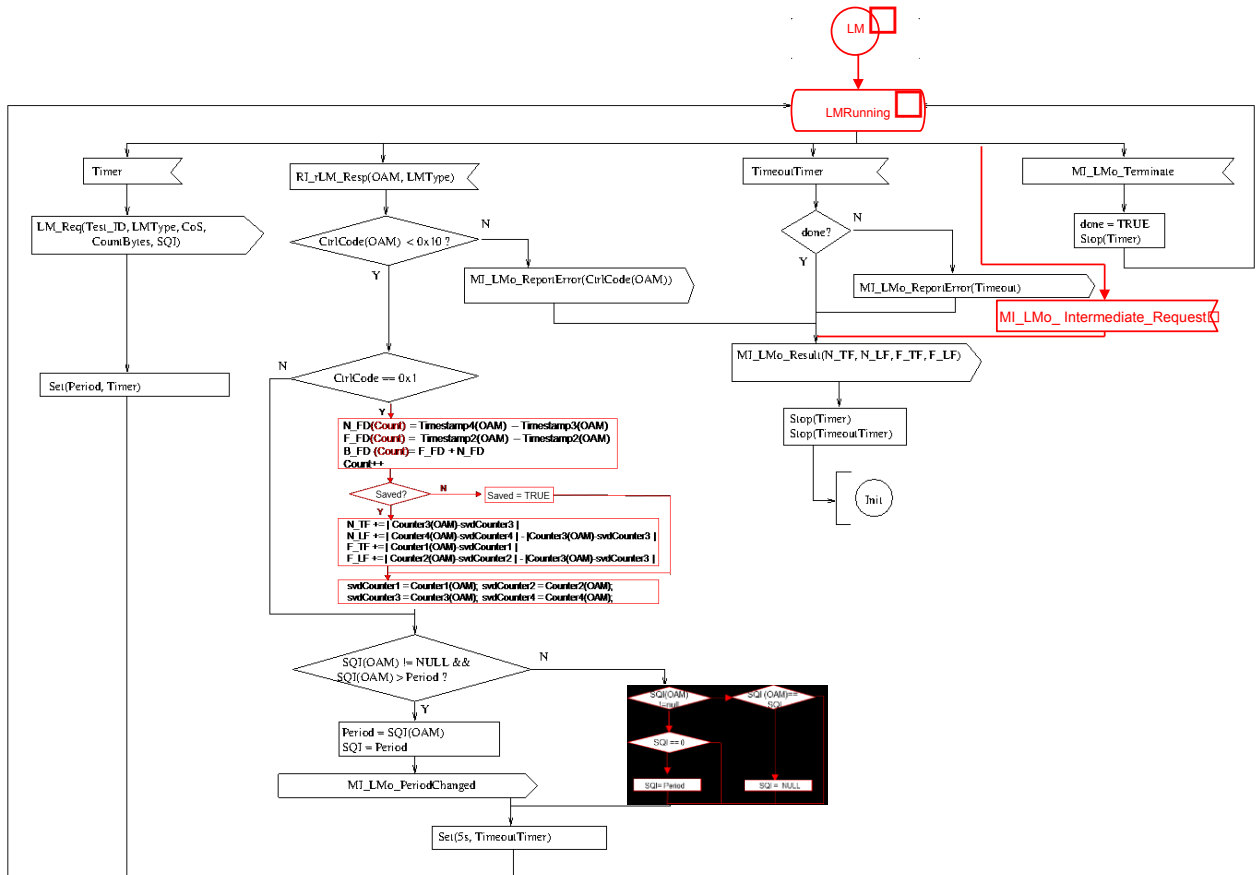 LM
LMRunning
Timer
RI_rLM_Resp(OAM, LMType)
TimeoutTimer
MI_LMo_Terminate
LM_Req(Test_ID, LMType, CoS,
CountBytes, SQI)
CtrlCode(OAM) < 0x10 ?
N
Y
done?
N
Y
done = TRUE
Stop(Timer)
MI_LMo_ReportError(CtrlCode(OAM))
MI_LMo_ReportError(Timeout)
MI_LMo_ Intermediate_Request
MI_LMo_Result(N_TF, N_LF, F_TF, F_LF)
N
CtrlCode == 0x1
Set(Period, Timer)
Y
Stop(Timer)
Stop(TimeoutTimer)
N_FD(Count) = Timestamp4(OAM) – Timestamp3(OAM)
F_FD(Count) = Timestamp2(OAM) – Timestamp2(OAM)
B_FD (Count)= F_FD + N_FD
Count++
Saved?
N
Saved = TRUE
Y
Init
N_TF +=| Counter3(OAM)-svdCounter3 |
N_LF +=| Counter4(OAM)-svdCounter4 | - |Counter3(OAM)-svdCounter3 |
F_TF +=| Counter1(OAM)-svdCounter1 |
F_LF +=| Counter2(OAM)-svdCounter2 | - |Counter3(OAM)-svdCounter3 |
svdCounter1 = Counter1(OAM); svdCounter2 = Counter2(OAM);
svdCounter3 = Counter3(OAM); svdCounter4 = Counter4(OAM);
SQI(OAM) != NULL &&
SQI(OAM) > Period ?
N
Y
SQI(OAM)
!=null
SQI (OAM)==
SQI
SQI == 0
SQI= Period
SQI = NULL
Period = SQI(OAM)
SQI = Period
MI_LMo_PeriodChanged
Set(5s, TimeoutTimer)